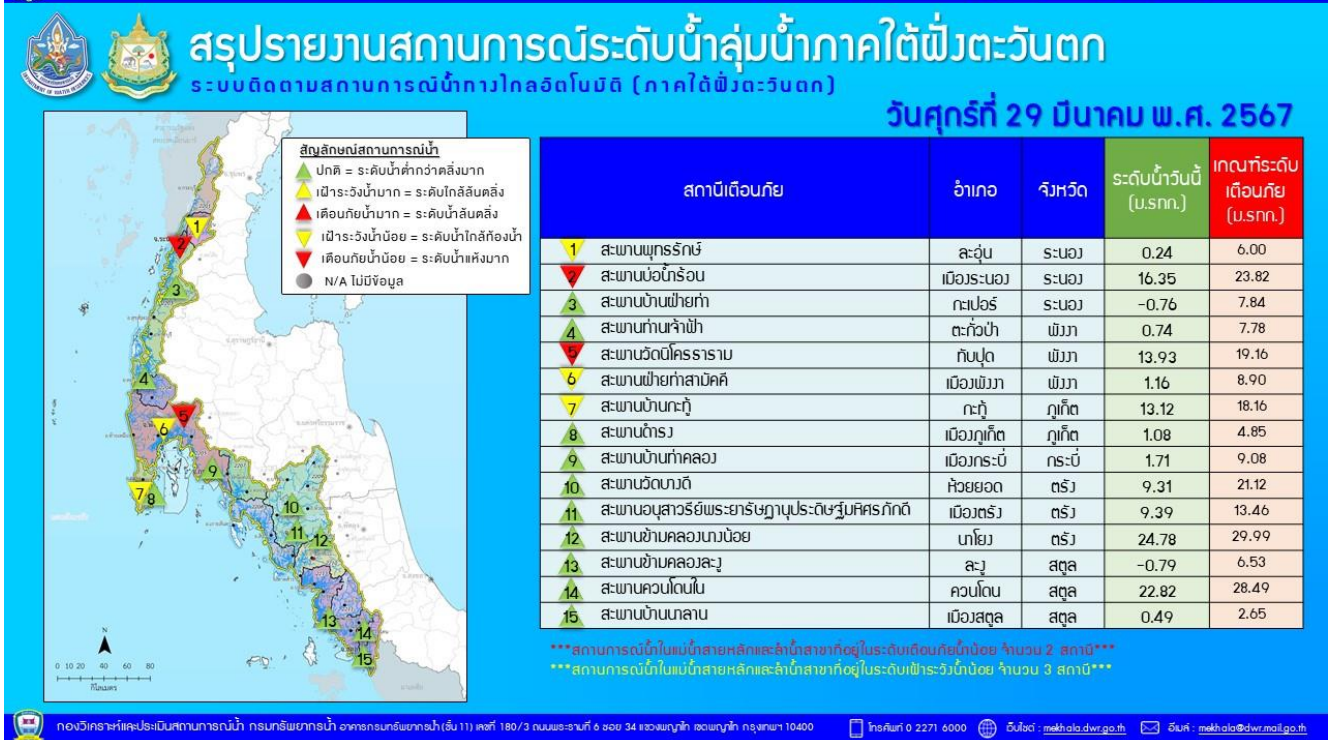 สรุปรายงานสถานการณ์ระดับน้ำลุ่มน้ำภาคใต้ฝั่งตะวันตก
ระบบติดตามสถานการณ์น้ำทางไกลอัตโนมัติ (ภาคใต้ฝั่งตะวันตก)
วันศุกร์ที่ 29 มีนาคม พ.ศ. 2567
สัญลักษณ์สถานการณ์น้ำ
ปกติ = ระดับน้ำต่ำกว่าตลิ่งมาก
เฝ้าระวังน้ำมาก = ระดับใกล้ล้นตลิ่ง
เตือนภัยน้ำมาก = ระดับน้ำล้นตลิ่ง
เฝ้าระวังน้ำน้อย = ระดับน้ำใกล้ท้องน้ำ
เตือนภัยน้ำน้อย = ระดับน้ำแห้งมาก
N/A ไม่มีข้อมูล
1
2
3
4
5
6
7
8
9
10
11
12
13
14
15
N
0 10 20 40 60 80
กิโลเมตร
สถานีเตือนภัย อำเภอ จังหวัด ระดับน้ำวันนี้ (ม.รทก.) เกณฑ์ระดับเตือนภัย (ม.รทก.)
1 สะพานพุทธรักษ์ ละอุ่น ระนอง 0.24 6.00
2 สะพานบ่อน้ำร้อน เมืองระนอง ระนอง 16.35 23.82
3 สะพานบ้านฝ่ายท่า กะเปอร์ ระนอง -0.76 7.84
4 สะพานท่านเจ้าฟ้า ตะกั่วป่า พังงา 0.74 7.78
5 สะพานวัดนิโครธาราม ทับปุด พังงา 13.93 19.16
6 สะพานฝ่ายท่าสามัคคี เมืองพังงา พังงา 1.16 8.90
7 สะพานบ้านกะทู้ กะทู้ ภูเก็ต 13.12 18.16
8 สะพานดำรง เมืองภูเก็ต ภูเก็ต 1.08 4.85
9 สะพานบ้านท่าคลอง เมืองกระบี่ กระบี่ 1.71 9.08
10 สะพานวัดบางดี ห้วยยอด ตรัง 9.31 21.12
11 สะพานอนุสาวรีย์พระยารัษฎานุประดิษฐ์มหิศรภักดี เมืองตรัง ตรัง 9.39 13.46
12 สะพานข้ามคลองนางน้อย นาโยง ตรัง 24.78 29.99
13 สะพานข้ามคลองละงู ละงู สตูล -0.79 6.53
14 สะพานควนโดนใน ควนโดน สตูล 22.82 28.49
15 สะพานบ้านนาลาน เมืองสตูล สตูล 0.49 2.65
***สถานการณ์น้ำในแม่น้ำสายหลักและลำน้ำสาขาที่อยู่ในระดับเตือนภัยน้ำน้อย จำนวน 2 สถานี***
***สถานการณ์น้ำในแม่น้ำสายหลักและลำน้ำสาขาที่อยู่ในระดับเฝ้าระวังน้ำน้อย จำนวน 3 สถานี***
กองวิเคราะห์และประเมินสถานการณ์น้ำ กรมทรัพยากรน้ำ อาคารกรมทรัพยากรน้ำ (ชั้น 11) เลขที่ 180/3 ถนนพระรามที่ 6 ซอย 34 แขวงพญาไท เขตพญาไท กรุงเทพฯ 10400 โทรศัพท์ 0 2271 6000 เว็บไซต์ : mekhala.dwr.go.th อีเมล์ : mekhala@dwr.mail.go.th